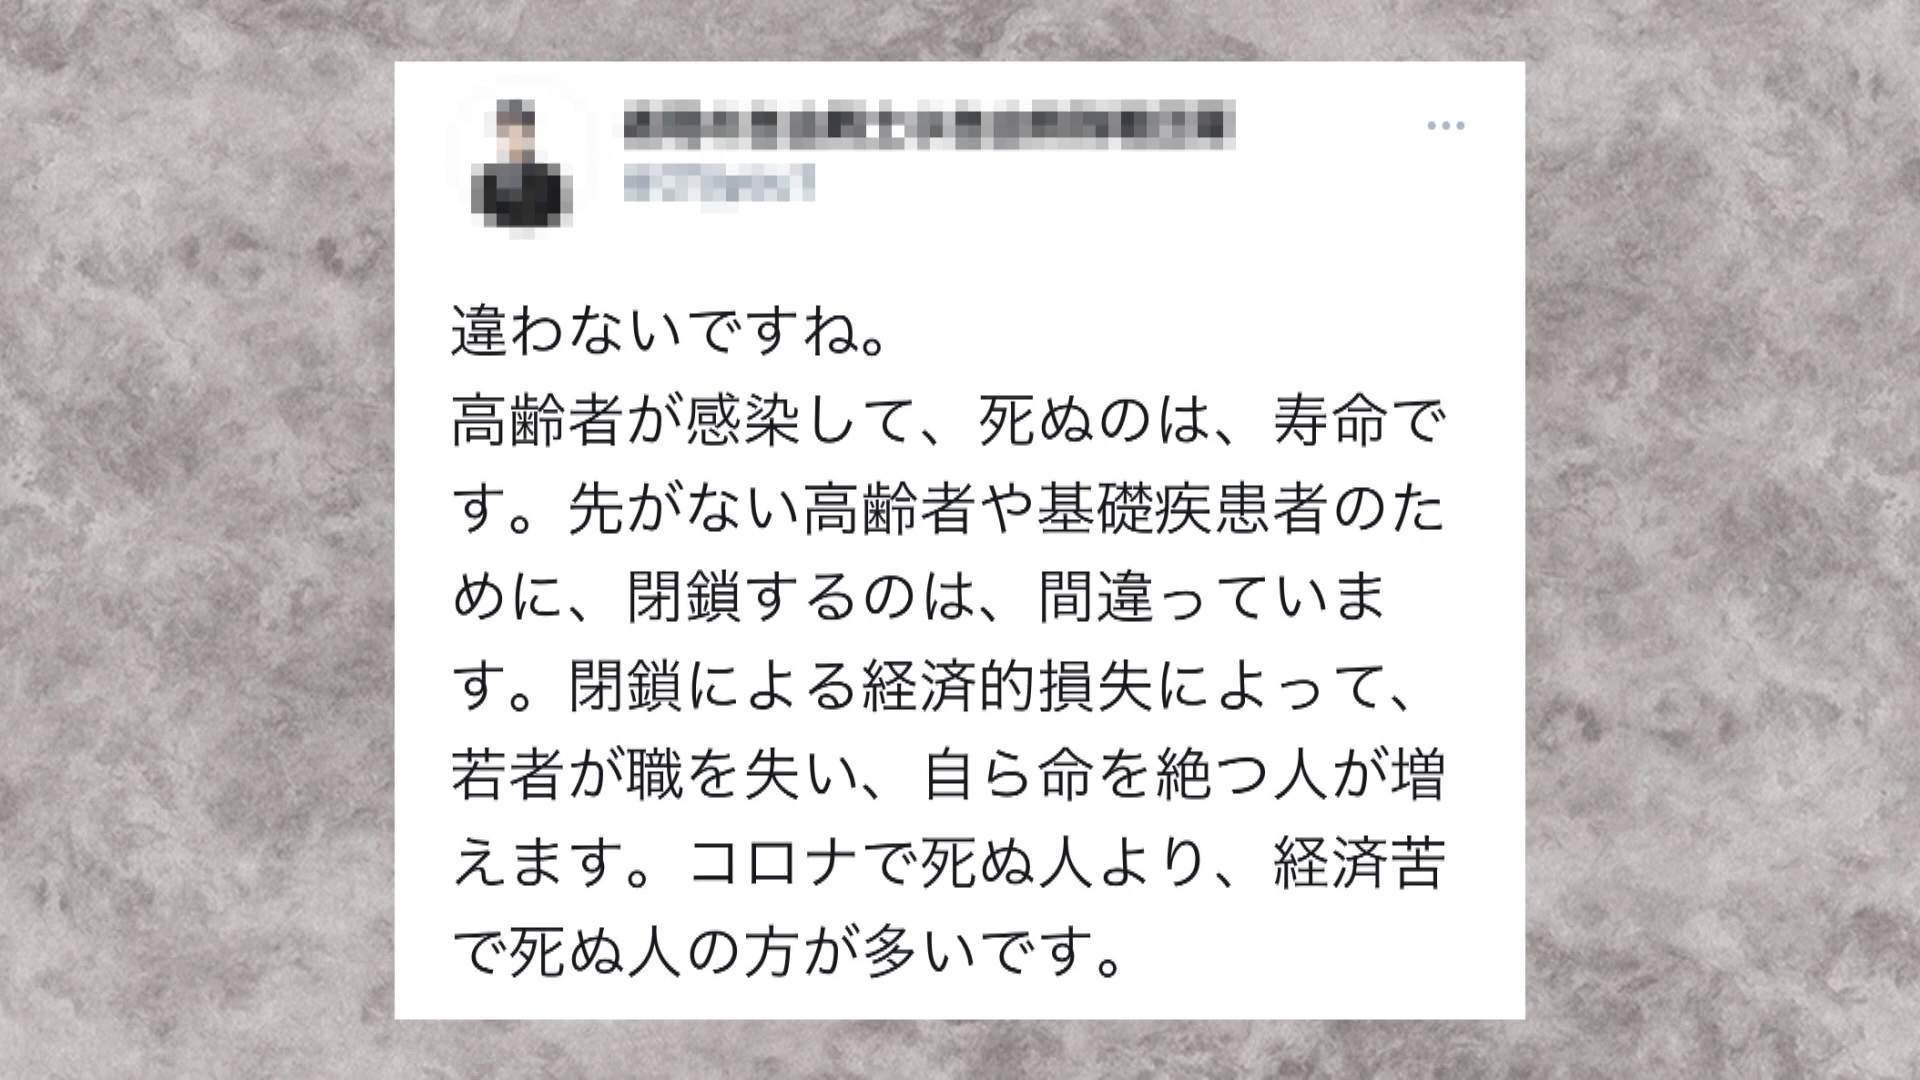 違わないですね。
高齢者が感染して、死ぬのは、寿命で
す。先がない高齢者や基礎疾患者のた
めに、閉鎖するのは、間違っていま
す。閉鎖による経済的損失によって、
若者が職を失い、自ら命を絶つ人が増
えます。コロナで死ぬ人より、経済苦
で死ぬ人の方が多いです。